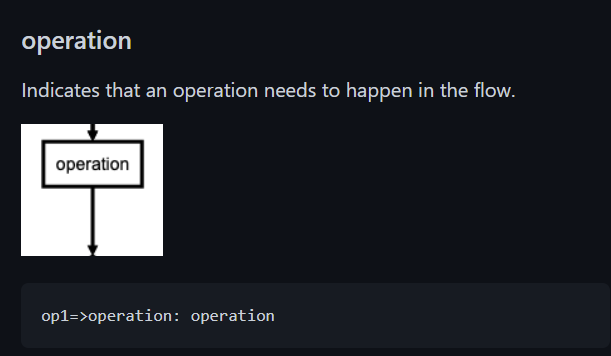 operation
Indicates that an operation needs to happen in the flow.
operation
op1=>operation: operation